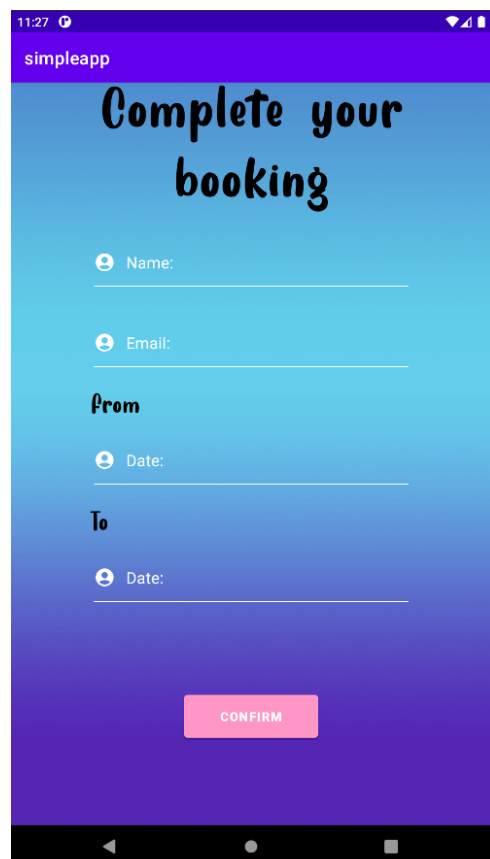 11:27
simpleapp
Complete your
booking
Name:
Email:
From
Date:
To
Date:
CONFIRM